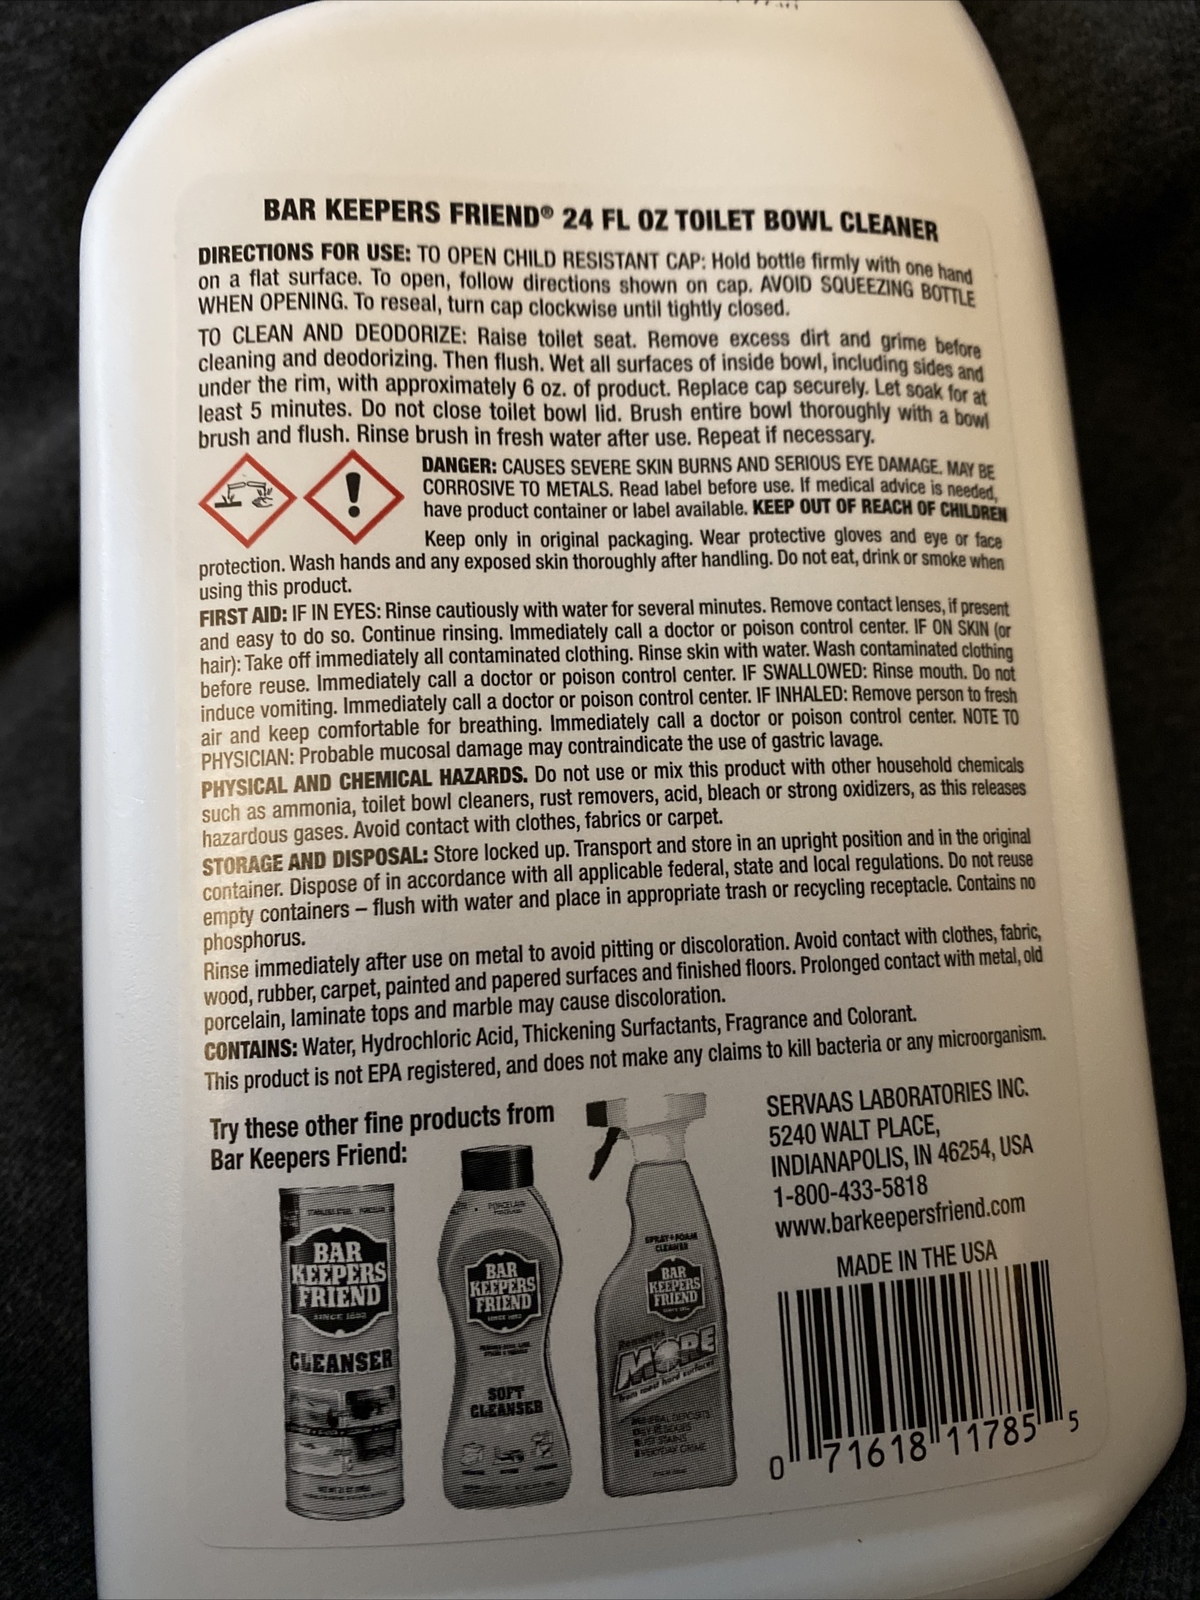 BAR KEEPERS FRIEND® 24 FL OZ TOILET BOWL CLEANER
DIRECTIONS FOR USE: TO OPEN CHILD RESISTANT CAP: Hold bottle firmly with one hand
on a flat surface. To open, follow directions shown on cap. AVOID SQUEEZING BOTTLE
WHEN OPENING. To reseal, turn cap clockwise until tightly closed.
TO CLEAN AND DEODORIZE: Raise toilet seat. Remove excess dirt and grime before
cleaning and deodorizing. Then flush. Wet all surfaces of inside bowl, including sides and
under the rim, with approximately 6 oz. of product. Replace cap securely. Let soak for at
least 5 minutes. Do not close toilet bowl lid. Brush entire bowl thoroughly with a bowl
brush and flush. Rinse brush in fresh water after use. Repeat if necessary.
DANGER: CAUSES SEVERE SKIN BURNS AND SERIOUS EYE DAMAGE. MAY BE
CORROSIVE TO METALS. Read label before use. If medical advice is needed,
have product container or label available. KEEP OUT OF REACH OF CHILDREN
Keep only in original packaging. Wear protective gloves and eye or face
protection. Wash hands and any exposed skin thoroughly after handling. Do not eat, drink or smoke when
using this product.
FIRST AID: IF IN EYES: Rinse cautiously with water for several minutes. Remove contact lenses, if present
and easy to do so. Continue rinsing. Immediately call a doctor or poison control center. IF ON SKIN (or
hair): Take off immediately all contaminated clothing. Rinse skin with water. Wash contaminated clothing
before reuse. Immediately call a doctor or poison control center. IF SWALLOWED: Rinse mouth. Do not
induce vomiting. Immediately call a doctor or poison control center. IF INHALED: Remove person to fresh
air and keep comfortable for breathing. Immediately call a doctor or poison control center. NOTE TO
PHYSICIAN: Probable mucosal damage may contraindicate the use of gastric lavage.
PHYSICAL AND CHEMICAL HAZARDS. Do not use or mix this product with other household chemicals
such as ammonia, toilet bowl cleaners, rust removers, acid, bleach or strong oxidizers, as this releases
hazardous gases. Avoid contact with clothes, fabrics or carpet.
STORAGE AND DISPOSAL: Store locked up. Transport and store in an upright position and in the original
container. Dispose of in accordance with all applicable federal, state and local regulations. Do not reuse
empty containers – flush with water and place in appropriate trash or recycling receptacle. Contains no
phosphorus.
Rinse immediately after use on metal to avoid pitting or discoloration. Avoid contact with clothes, fabric,
wood, rubber, carpet, painted and papered surfaces and finished floors. Prolonged contact with metal, old
porcelain, laminate tops and marble may cause discoloration.
CONTAINS: Water, Hydrochloric Acid, Thickening Surfactants, Fragrance and Colorant.
This product is not EPA registered, and does not make any claims to kill bacteria or any microorganism.
Try these other fine products from
Bar Keepers Friend:
SERVAAS LABORATORIES INC.
5240 WALT PLACE,
INDIANAPOLIS, IN 46254, USA
1-800-433-5818
www.barkeepersfriend.com
MADE IN THE USA
0 71618 11785 5
BAR
KEEPERS
FRIEND
SINCE 1882
CLEANSER
BAR
KEEPERS
FRIEND
SINCE 1882
SOFT
CLEANSER
SPRAY+FOAM
CLEANER
BAR
KEEPERS
FRIEND
Removes
MORE
from most hard surfaces
MINERAL DEPOSITS
RUST STAINS
EVERYDAY GRIME